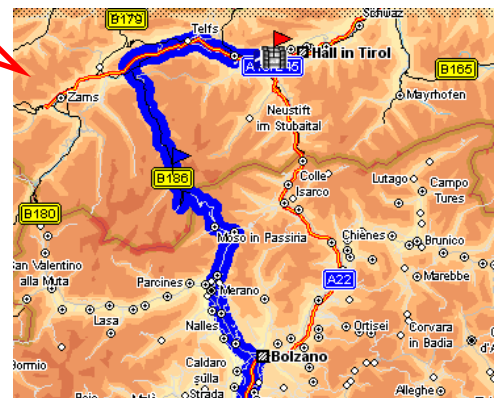 Schwaz
B179
Telfs
Hall in Tirol
B165
Zams
Mayrhofen
Neustift
im Stubaital
B186
Colle
Isarco
Lutago
Campo
Tures
B180
Moso in Passiria
Chiènes
Brunico
San Valentino
alla Muta
Parcines
Merano
A22
Marebbe
Lasa
Nalles
Ortisei
Corvara
in Badia
Bolzano
Bormio
Caldaro
sulla
Strada
Alleghe